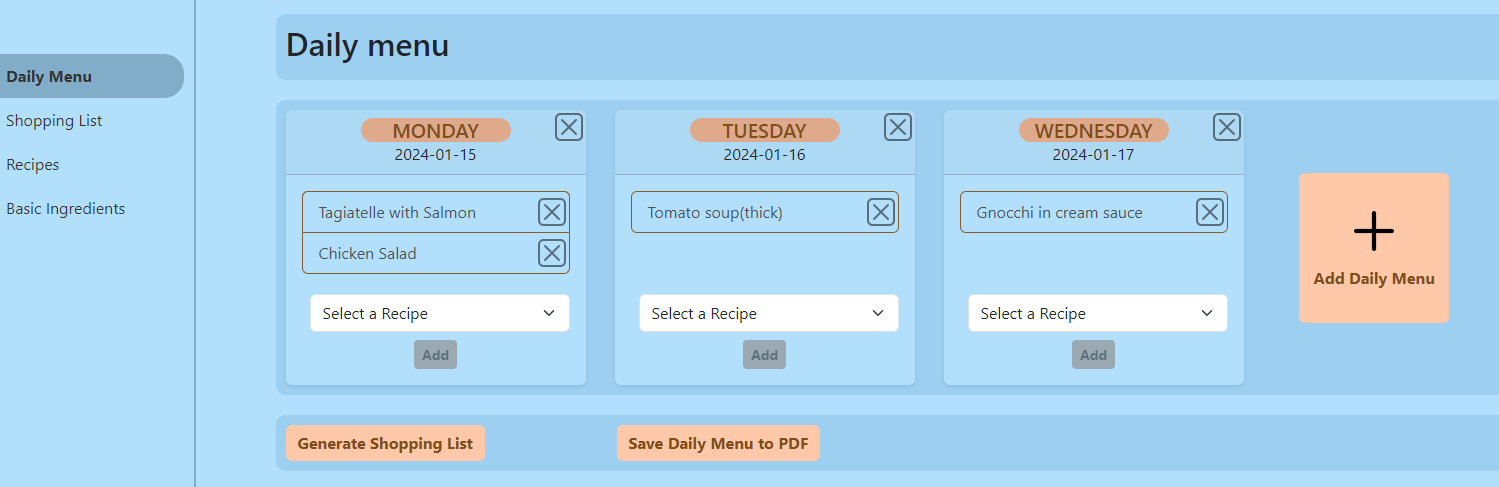 Daily Menu
Shopping List
Recipes
Basic Ingredients
Daily menu
MONDAY
2024-01-15
Tagiatelle with Salmon
Chicken Salad
Select a Recipe
Add
TUESDAY
2024-01-16
Tomato soup(thick)
Select a Recipe
Add
WEDNESDAY
2024-01-17
Gnocchi in cream sauce
Select a Recipe
Add
Add Daily Menu
Generate Shopping List
Save Daily Menu to PDF